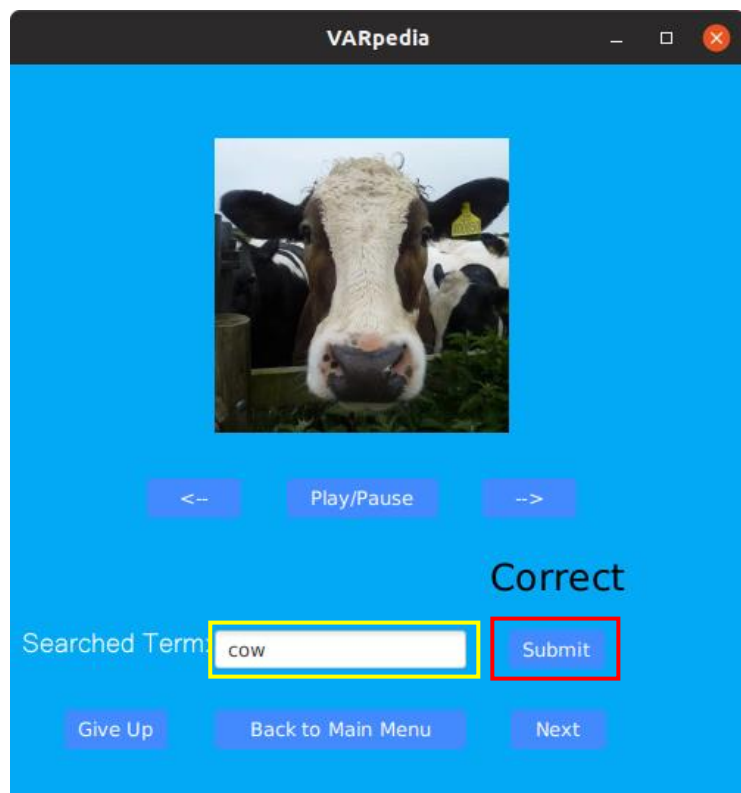 VARpedia
<-- Play/Pause -->
Correct
Searched Term: cow Submit
Give Up Back to Main Menu Next